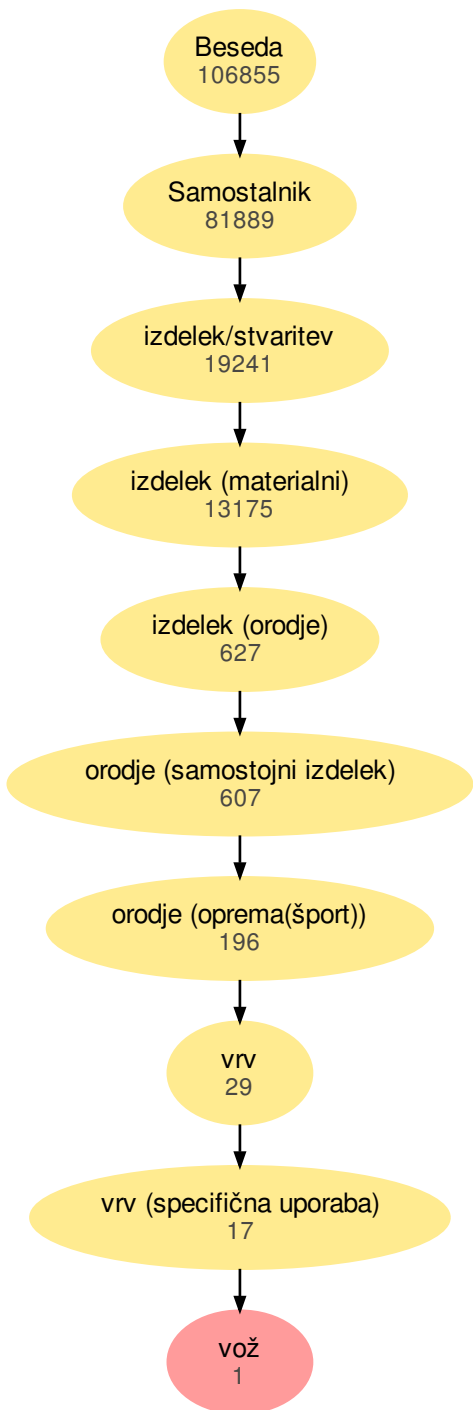 Beseda
106855
Samostalnik
81889
izdelek/stvaritev
19241
izdelek (materialni)
13175
izdelek (orodje)
627
orodje (samostojni izdelek)
607
orodje (oprema(šport))
196
vrv
29
vrv (specifična uporaba)
17
vož
1